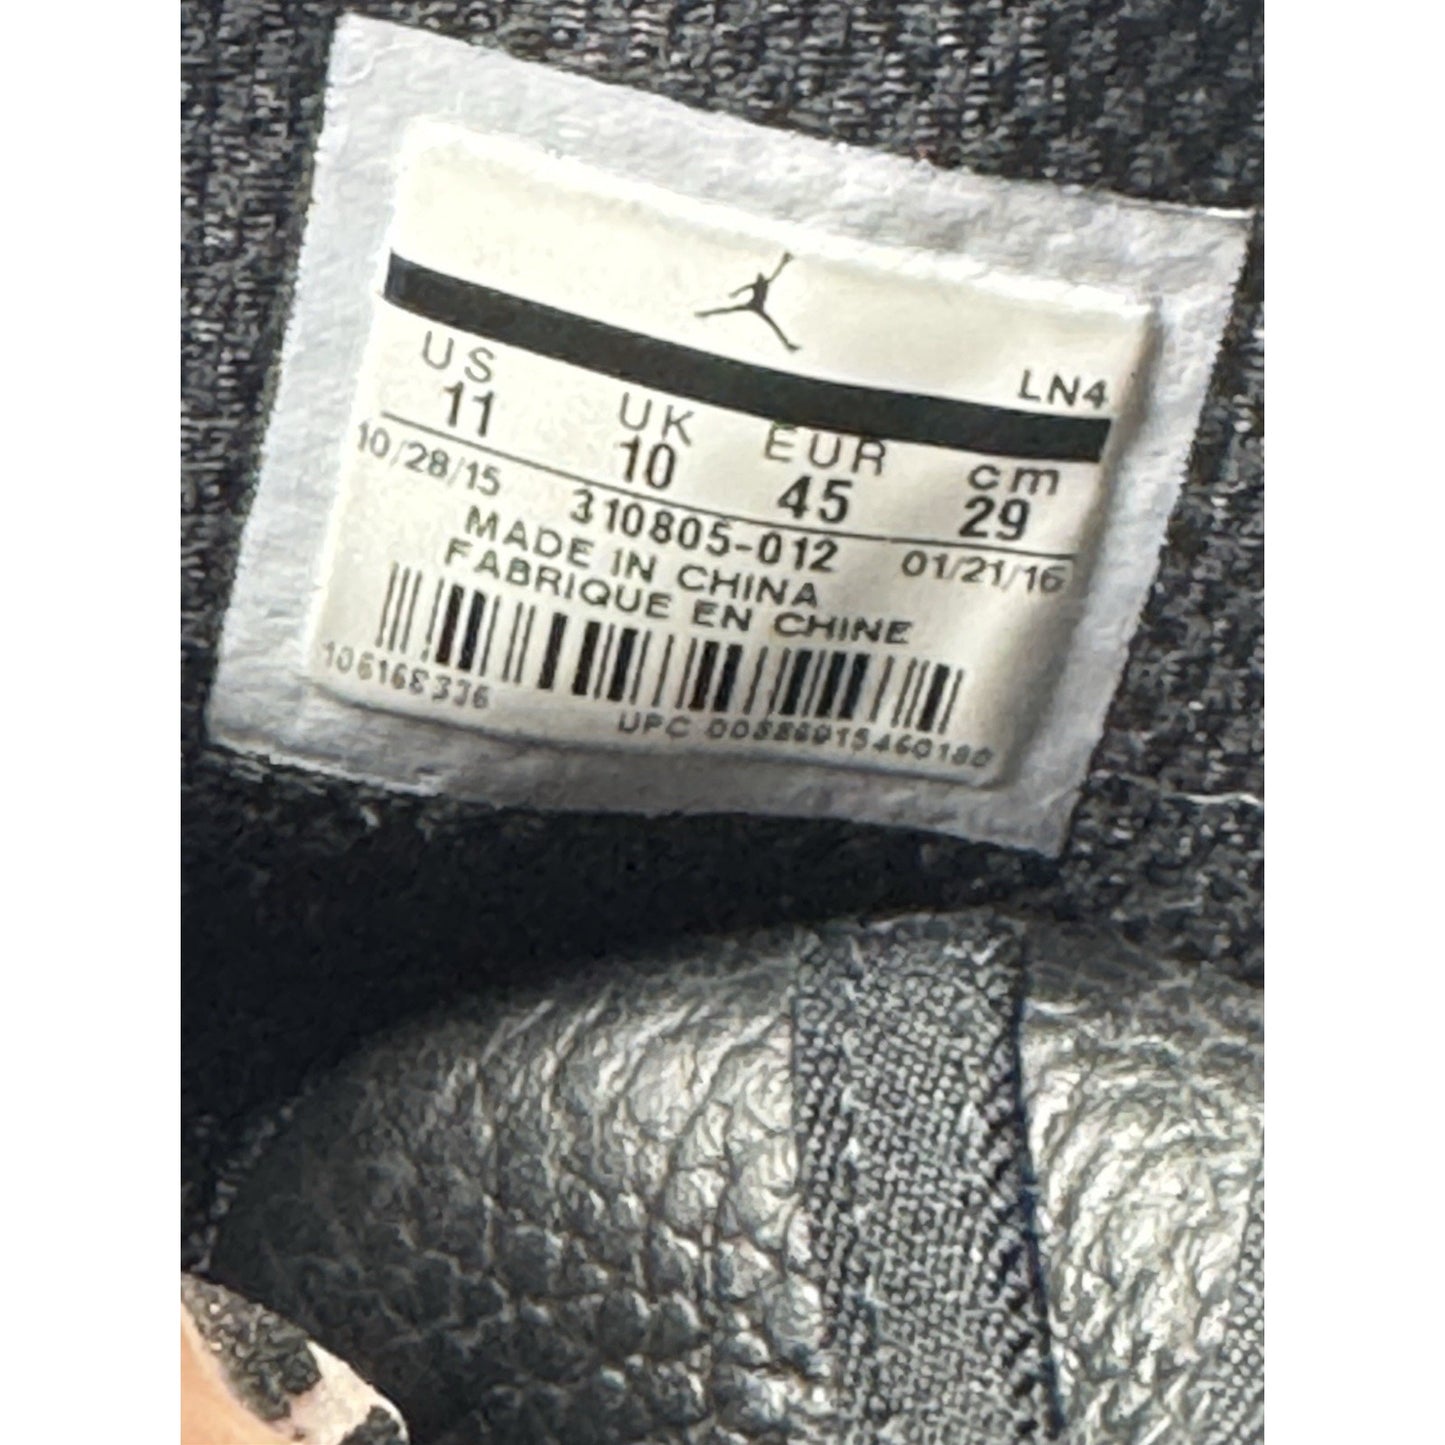 LN4
US UK EUR cm
11 10 45 29
10/28/15 310805-012 01/21/16
MADE IN CHINA
FABRIQUE EN CHINE
UPC